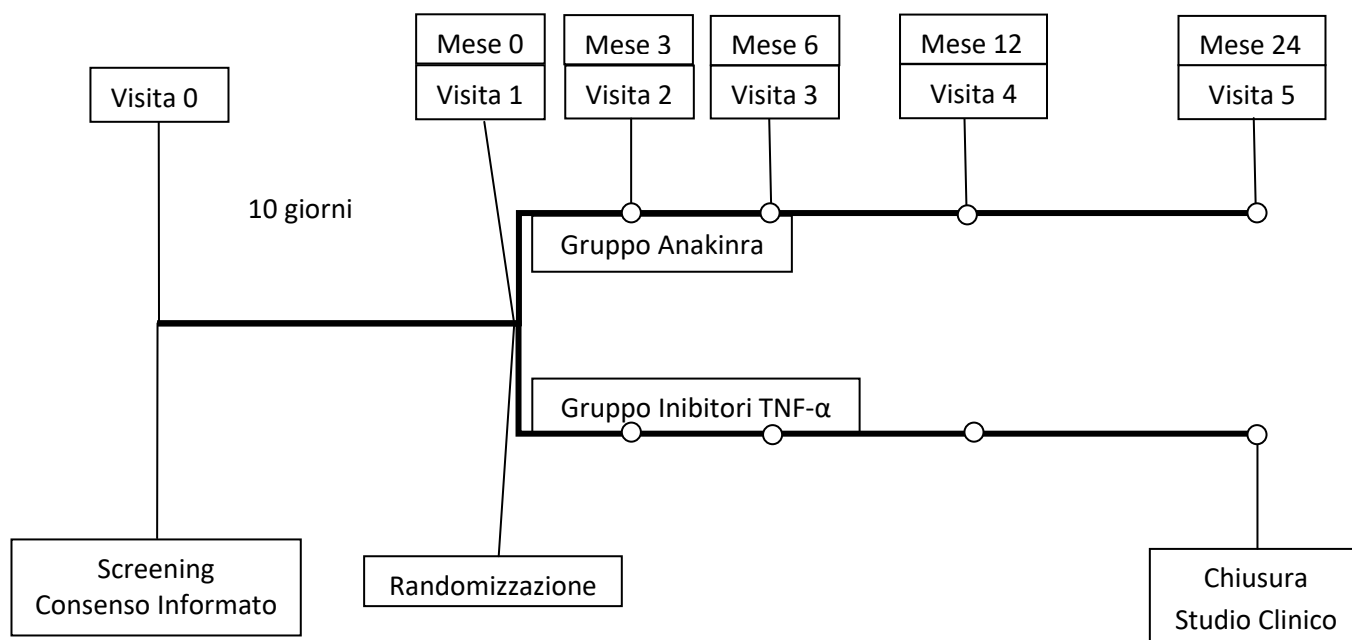 Mese 0
Mese 3
Mese 6
Mese 12
Mese 24
Visita 0
Visita 1
Visita 2
Visita 3
Visita 4
Visita 5
10 giorni
Gruppo Anakinra
Gruppo Inibitori TNF-α
Screening
Consenso Informato
Randomizzazione
Chiusura
Studio Clinico